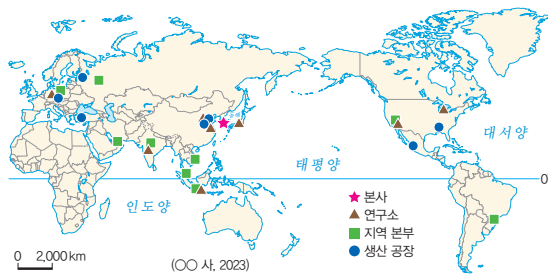 대서양
태평양
0
인도양
본사
연구소
지역 본부
생산 공장
0 2,000 km
(○○ 사, 2023)